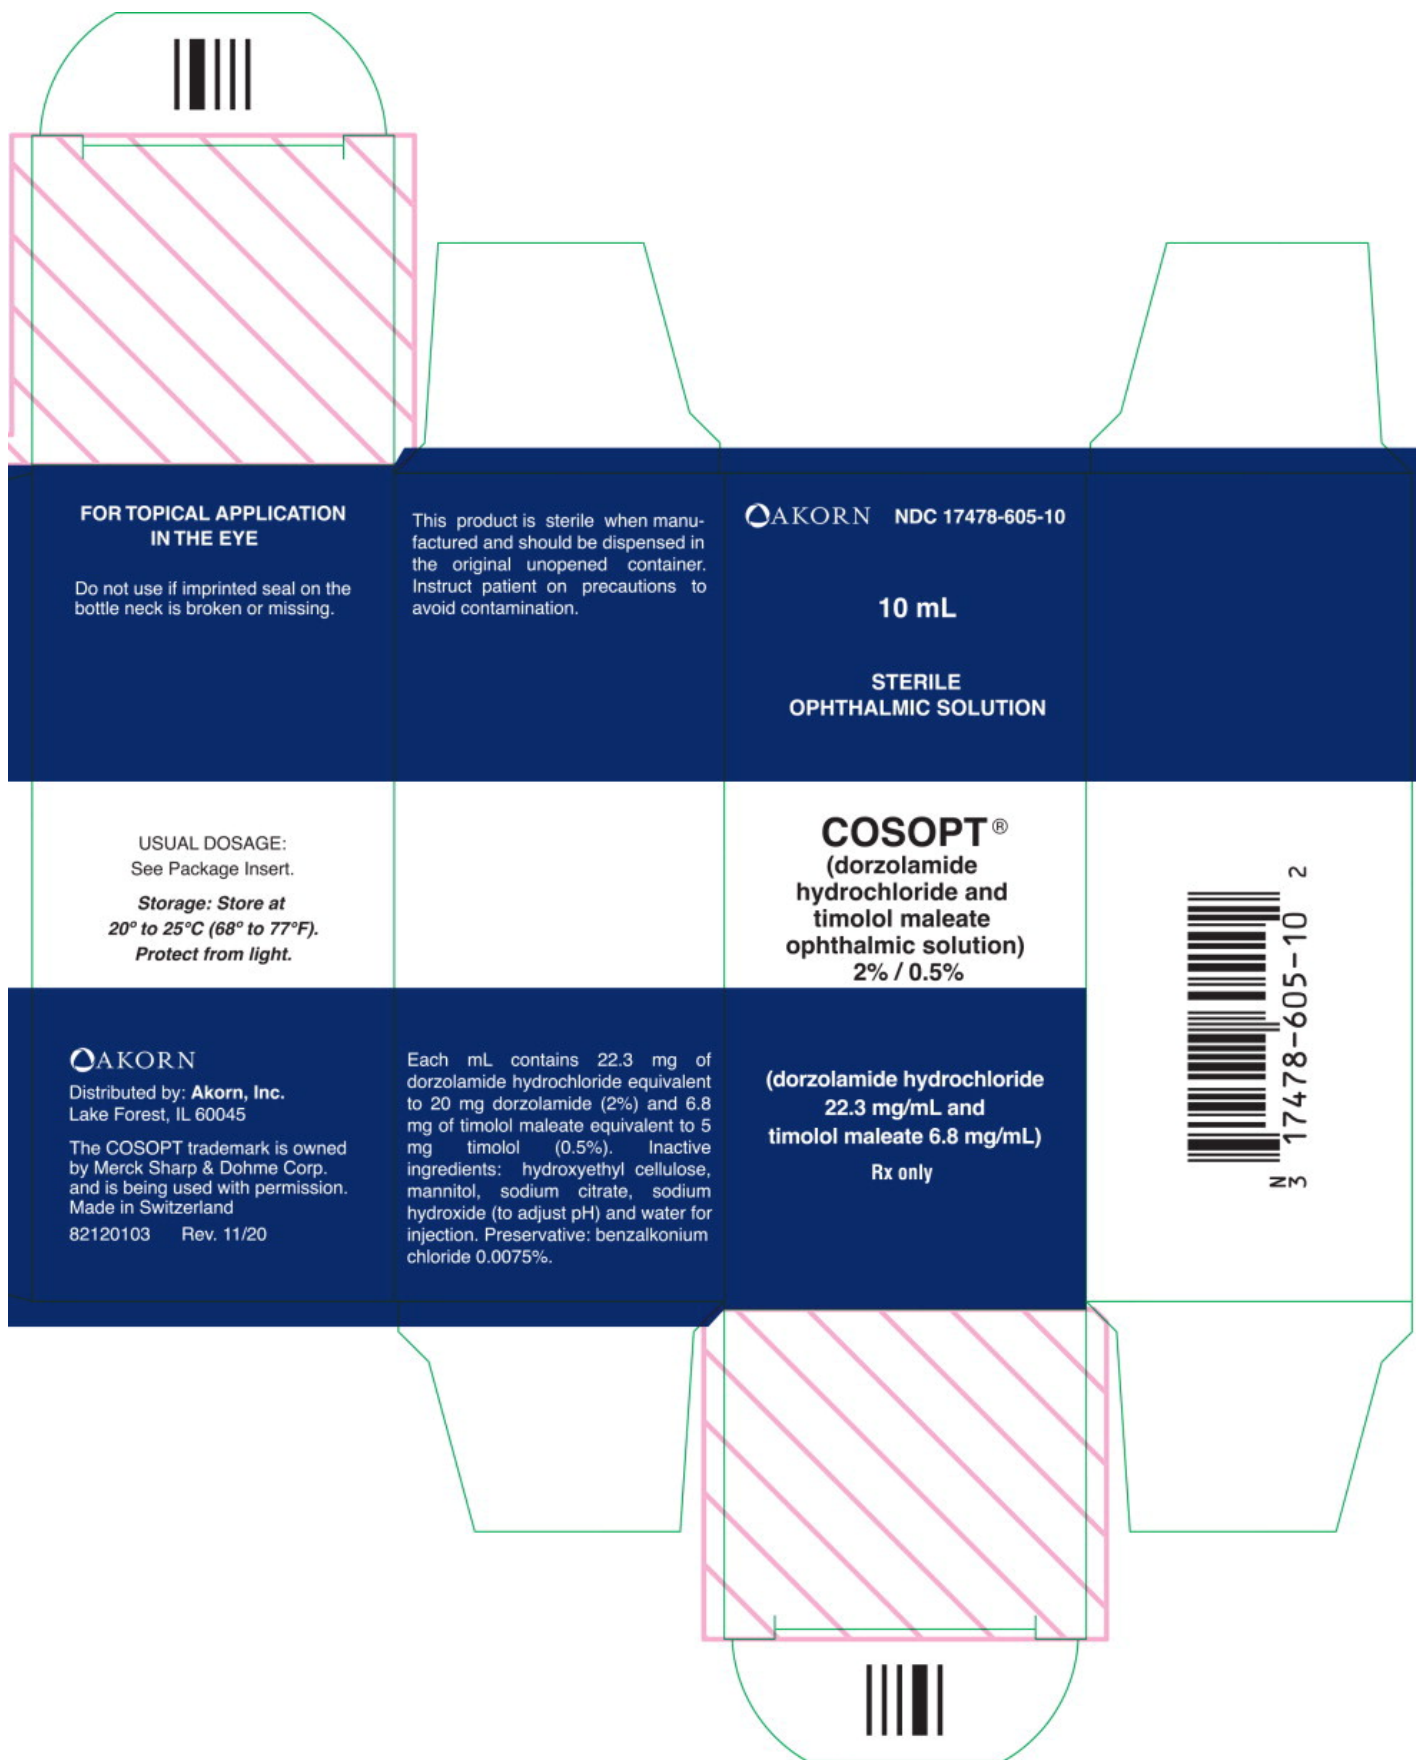 FOR TOPICAL APPLICATION
IN THE EYE
Do not use if imprinted seal on the
bottle neck is broken or missing.
USUAL DOSAGE:
See Package Insert.
Storage: Store at
20° to 25°C (68° to 77°F).
Protect from light.
AKORN
Distributed by: Akorn, Inc.
Lake Forest, IL 60045
The COSOPT trademark is owned
by Merck Sharp & Dohme Corp.
and is being used with permission.
Made in Switzerland
82120103 Rev. 11/20
This product is sterile when manu-
factured and should be dispensed in
the original unopened container.
Instruct patient on precautions to
avoid contamination.
Each mL contains 22.3 mg of
dorzolamide hydrochloride equivalent
to 20 mg dorzolamide (2%) and 6.8
mg of timolol maleate equivalent to 5
mg timolol (0.5%). Inactive
ingredients: hydroxyethyl cellulose,
mannitol, sodium citrate, sodium
hydroxide (to adjust pH) and water for
injection. Preservative: benzalkonium
chloride 0.0075%.
AKORN NDC 17478-605-10
10 mL
STERILE
OPHTHALMIC SOLUTION
COSOPT®
(dorzolamide
hydrochloride and
timolol maleate
ophthalmic solution)
2% / 0.5%
(dorzolamide hydrochloride
22.3 mg/mL and
timolol maleate 6.8 mg/mL)
Rx only
N
3 17478-605-10 2